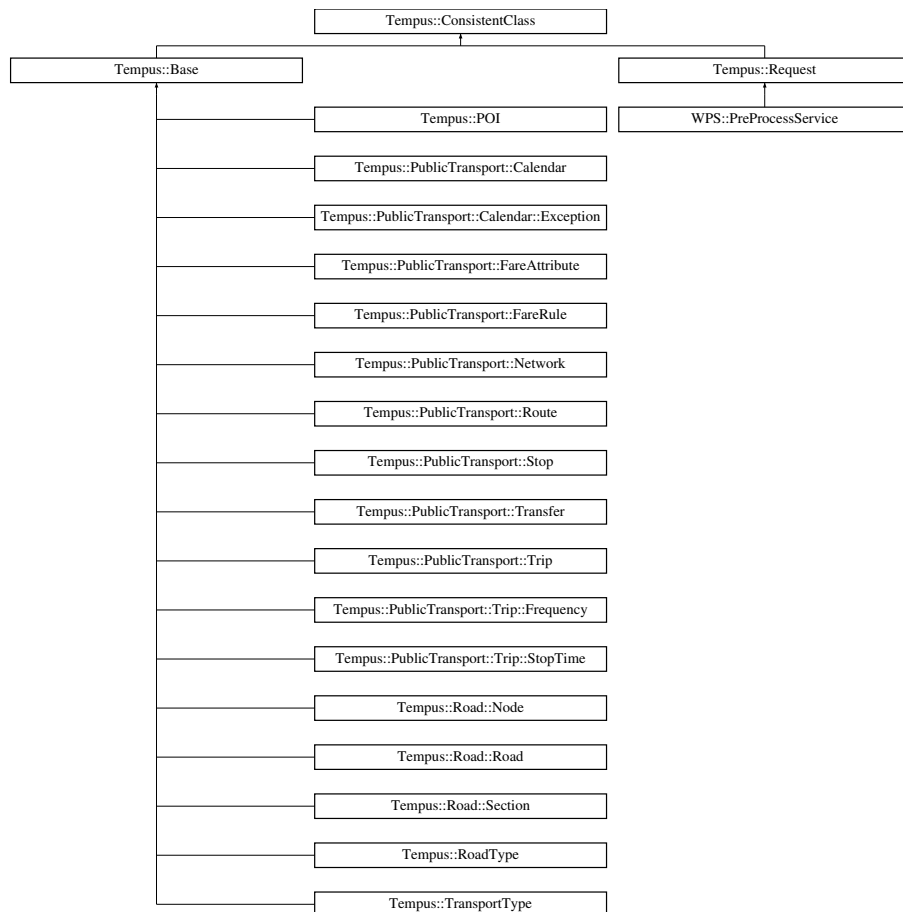 Tempus::ConsistentClass
Tempus::Base
Tempus::Request
Tempus::POI
WPS::PreProcessService
Tempus::PublicTransport::Calendar
Tempus::PublicTransport::Calendar::Exception
Tempus::PublicTransport::FareAttribute
Tempus::PublicTransport::FareRule
Tempus::PublicTransport::Network
Tempus::PublicTransport::Route
Tempus::PublicTransport::Stop
Tempus::PublicTransport::Transfer
Tempus::PublicTransport::Trip
Tempus::PublicTransport::Trip::Frequency
Tempus::PublicTransport::Trip::StopTime
Tempus::Road::Node
Tempus::Road::Road
Tempus::Road::Section
Tempus::RoadType
Tempus::TransportType